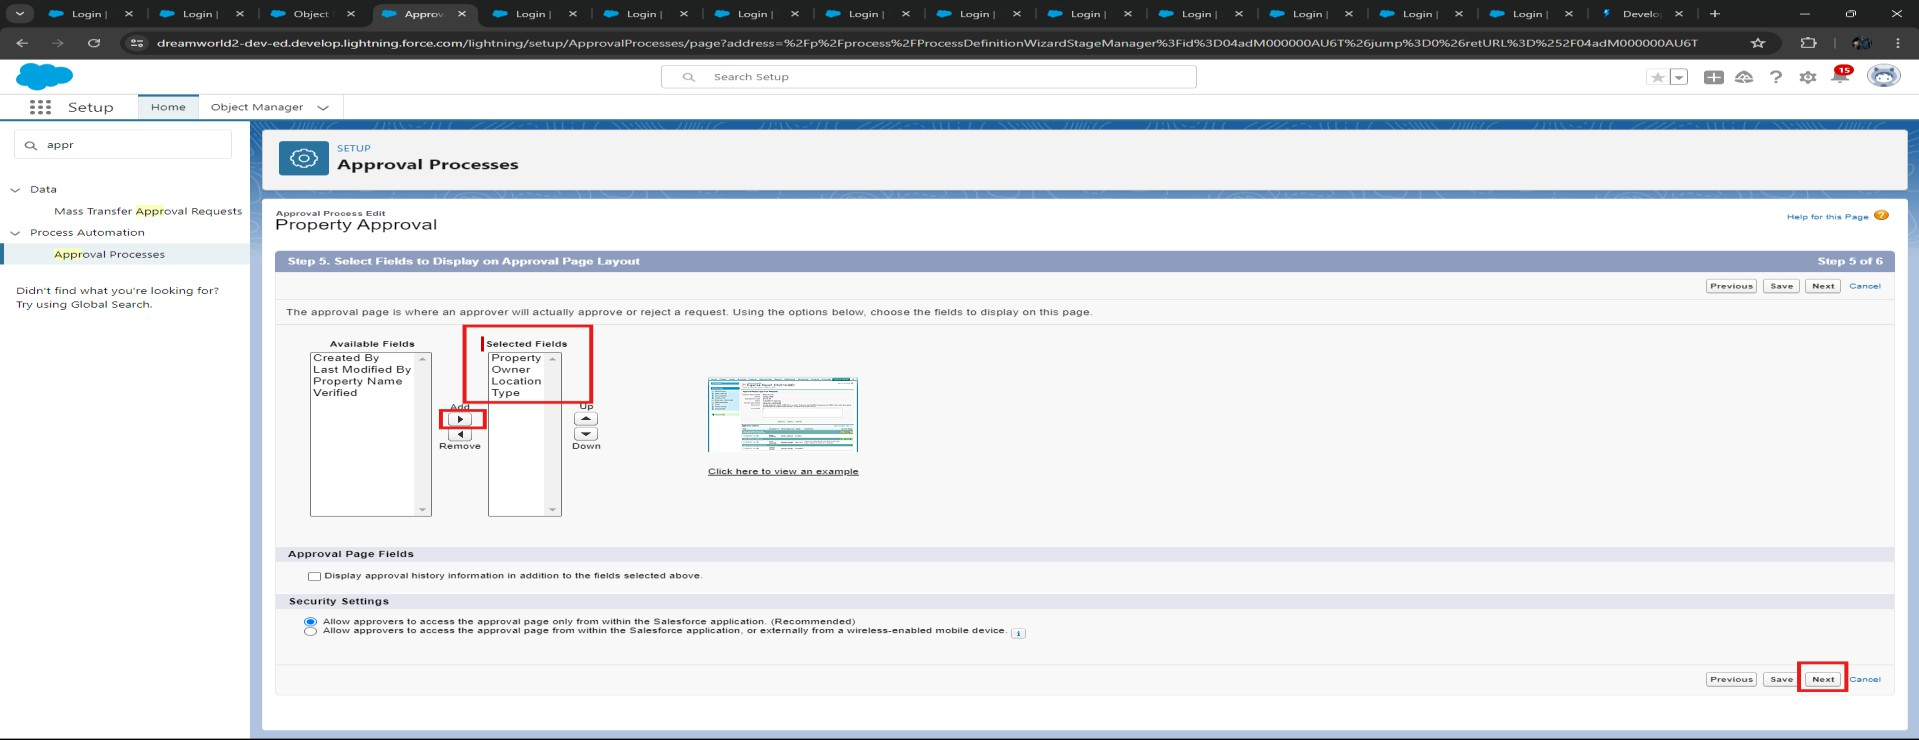 Login |
Login |
Object
Approv
Login |
Login |
Login |
Login |
Login |
Login |
Login |
Login |
Login |
Login |
Develo
dreamworld2-dev-ed.develop.lightning.force.com/lightning/setup/ApprovalProcesses/page?address=%2Fp%2Fprocess%2FProcessDefinitionWizardStageManager%3Fid%3D04adM000000AU6T%26jump%3D0%26retURL%3D%252F04adM000000AU6T
Search Setup
15
Setup
Home
Object Manager
appr
Data
Mass Transfer Approval Requests
Process Automation
Approval Processes
Didn't find what you're looking for?
Try using Global Search.
SETUP
Approval Processes
Approval Process Edit
Property Approval
Help for this Page
Step 5. Select Fields to Display on Approval Page Layout
Step 5 of 6
Previous Save Next Cancel
The approval page is where an approver will actually approve or reject a request. Using the options below, choose the fields to display on this page.
Available Fields
Created By
Last Modified By
Property Name
Verified
Add
Remove
Selected Fields
Property
Owner
Location
Type
Up
Down
Click here to view an example
Approval Page Fields
Display approval history information in addition to the fields selected above.
Security Settings
Allow approvers to access the approval page only from within the Salesforce application. (Recommended)
Allow approvers to access the approval page from within the Salesforce application, or externally from a wireless-enabled mobile device.
i
Previous Save Next Cancel